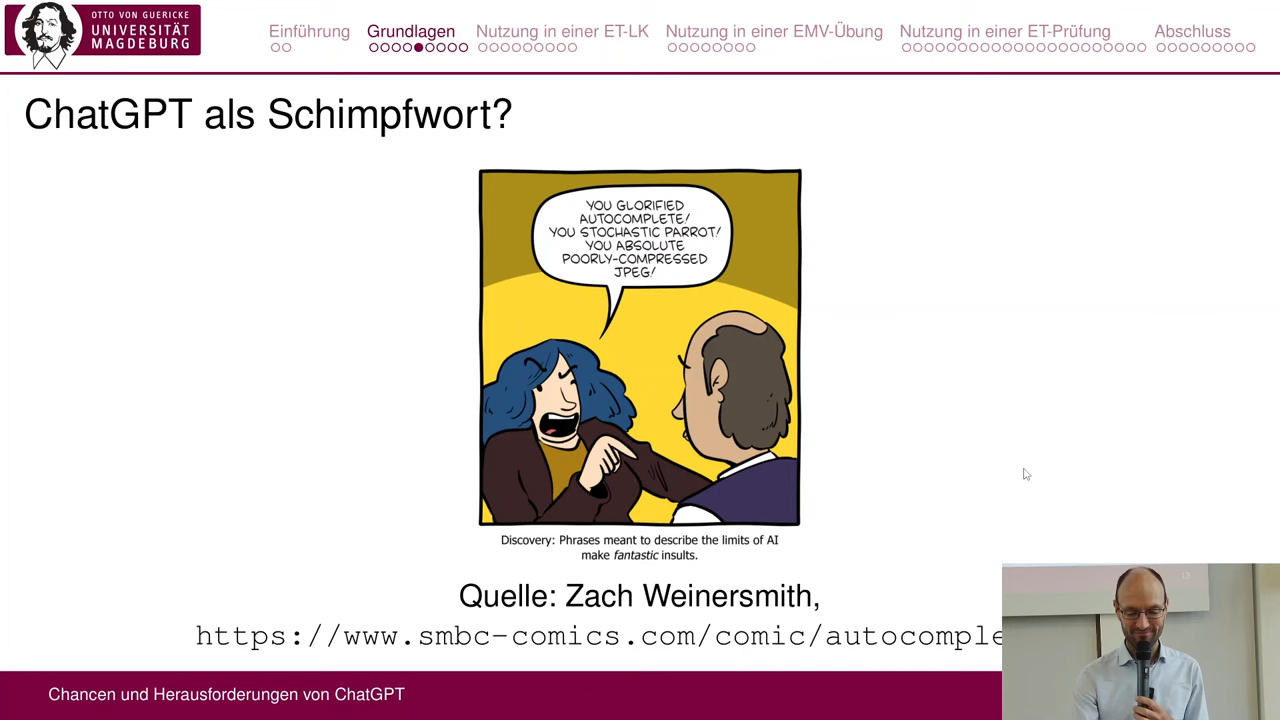 OTTO VON GUERICKE
UNIVERSITÄT
MAGDEBURG
Einführung
Grundlagen
Nutzung in einer ET-LK
Nutzung in einer EMV-Übung
Nutzung in einer ET-Prüfung
Abschluss
ChatGPT als Schimpfwort?
YOU GLORIFIED
AUTOCOMPLETE!
YOU STOCHASTIC PARROT!
YOU ABSOLUTE
POORLY-COMPRESSED
JPEG!
Discovery: Phrases meant to describe the limits of AI
make fantastic insults.
Quelle: Zach Weinersmith,
https://www.smbc-comics.com/comic/autocomple
Chancen und Herausforderungen von ChatGPT